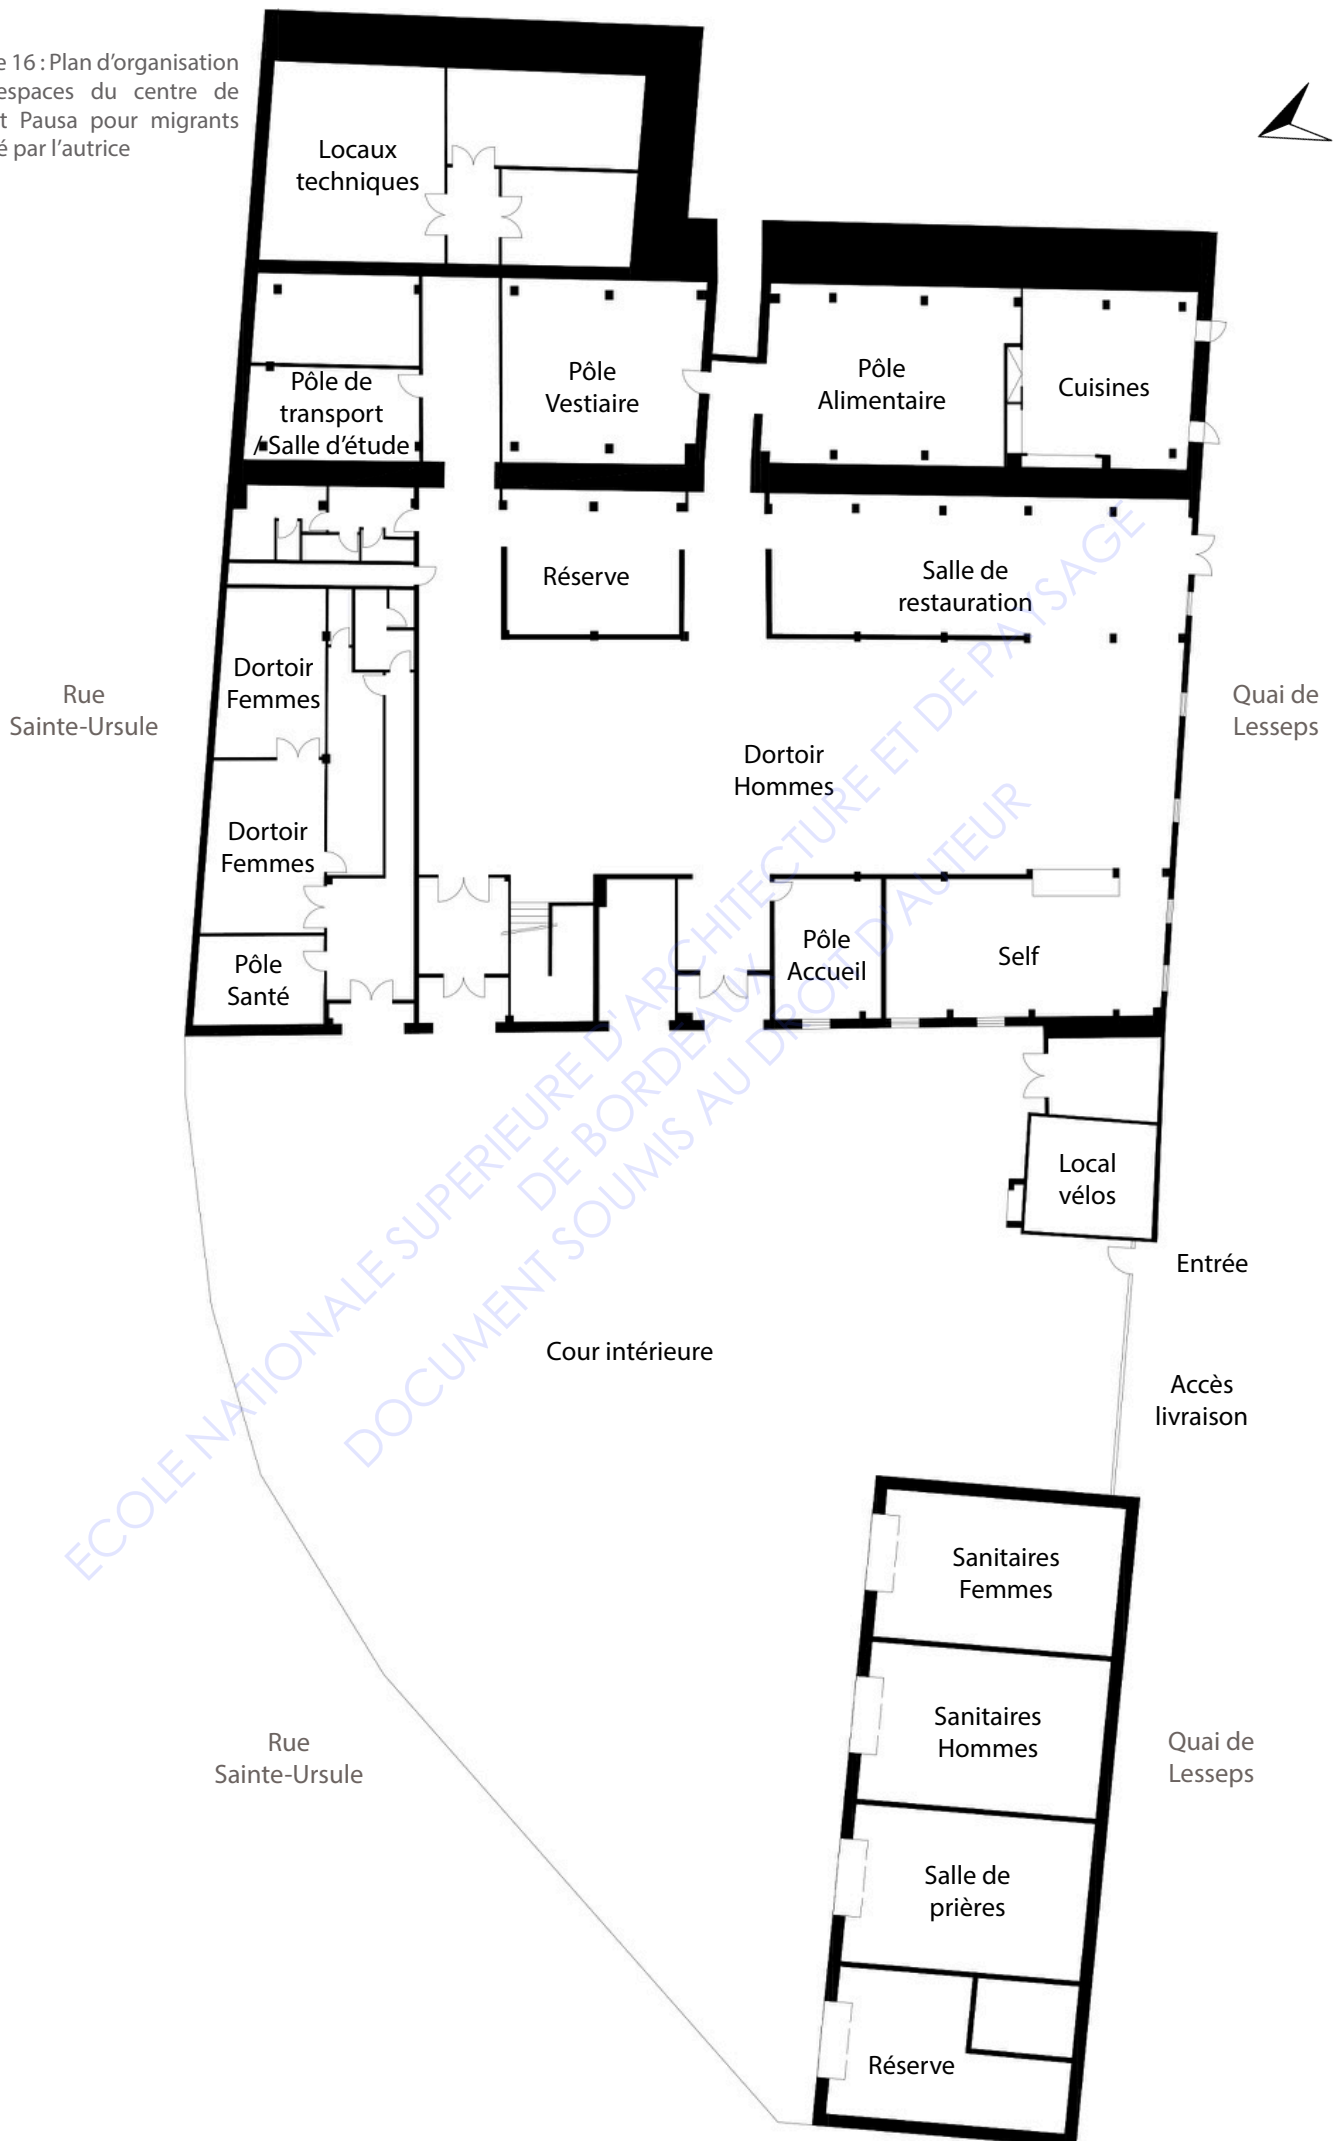 e 16 : Plan d’organisation
espaces du centre de
t Pausa pour migrants
é par l’autrice
Locaux
techniques
Pôle de
transport
/Salle d’étude
Pôle
Vestiaire
Pôle
Alimentaire
Cuisines
Réserve
Salle de
restauration
Dortoir
Femmes
Rue
Sainte-Ursule
Quai de
Lesseps
Dortoir
Hommes
Dortoir
Femmes
Pôle
Santé
Pôle
Accueil
Self
Local
vélos
Entrée
Cour intérieure
Accès
livraison
Sanitaires
Femmes
Sanitaires
Hommes
Rue
Sainte-Ursule
Quai de
Lesseps
Salle de
prières
Réserve
ECOLE NATIONALE SUPERIEURE D'ARCHITECTURE ET DE PAYSAGE
DE BORDEAUX
DOCUMENT SOUMIS AU DROIT D'AUTEUR